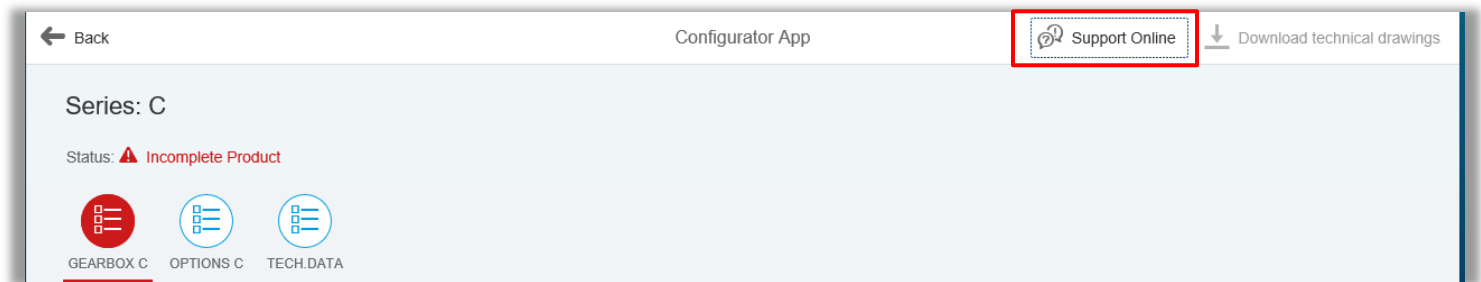 Back
Configurator App
Support Online
Download technical drawings
Series: C
Status: Incomplete Product
GEARBOX C
OPTIONS C
TECH.DATA